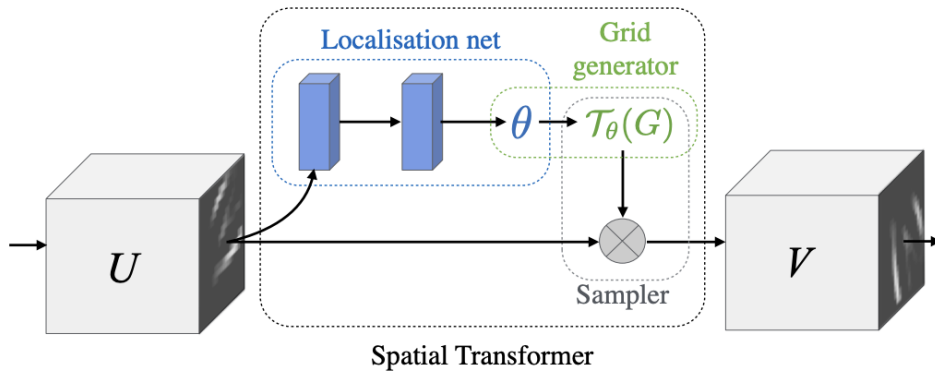 Localisation net
Grid
generator
θ
𝒯θ(G)
U
V
Sampler
Spatial Transformer